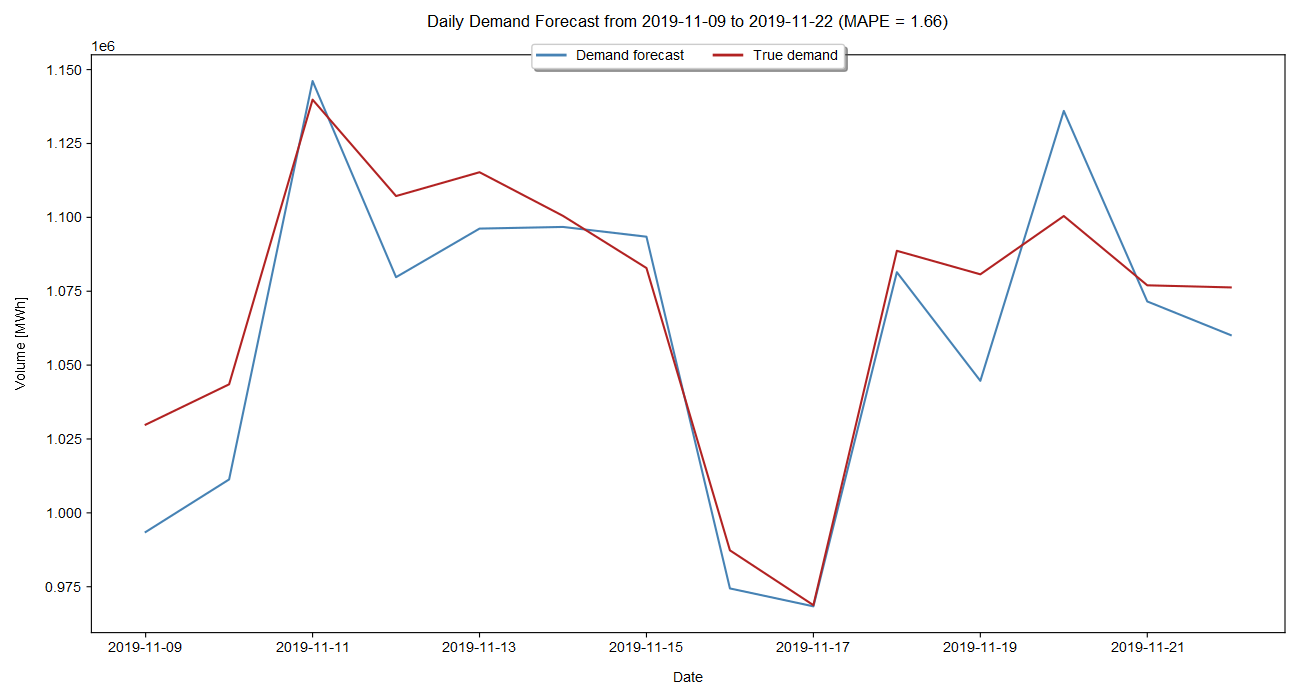 Daily Demand Forecast from 2019-11-09 to 2019-11-22 (MAPE = 1.66)
1e6
Demand forecast
True demand
1.150
1.125
1.100
1.075
1.050
1.025
1.000
0.975
Volume [MWh]
2019-11-09
2019-11-11
2019-11-13
2019-11-15
2019-11-17
2019-11-19
2019-11-21
Date